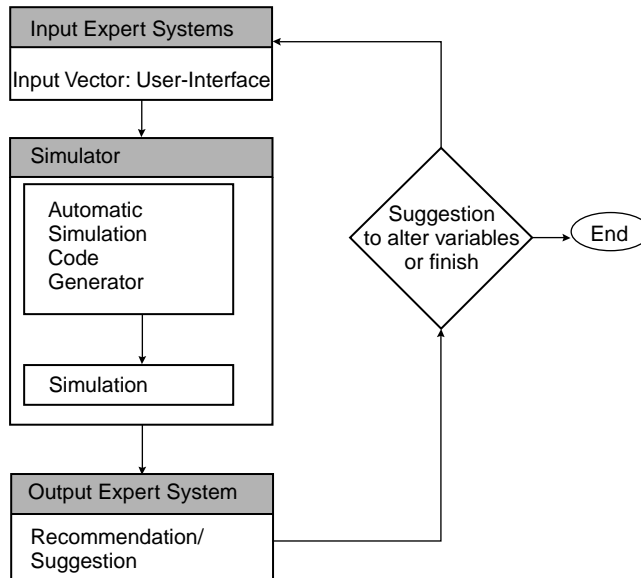 Input Expert Systems
Input Vector: User-Interface
Simulator
Automatic
Simulation
Code
Generator
Simulation
Output Expert System
Recommendation/
Suggestion
Suggestion
to alter variables
or finish
End